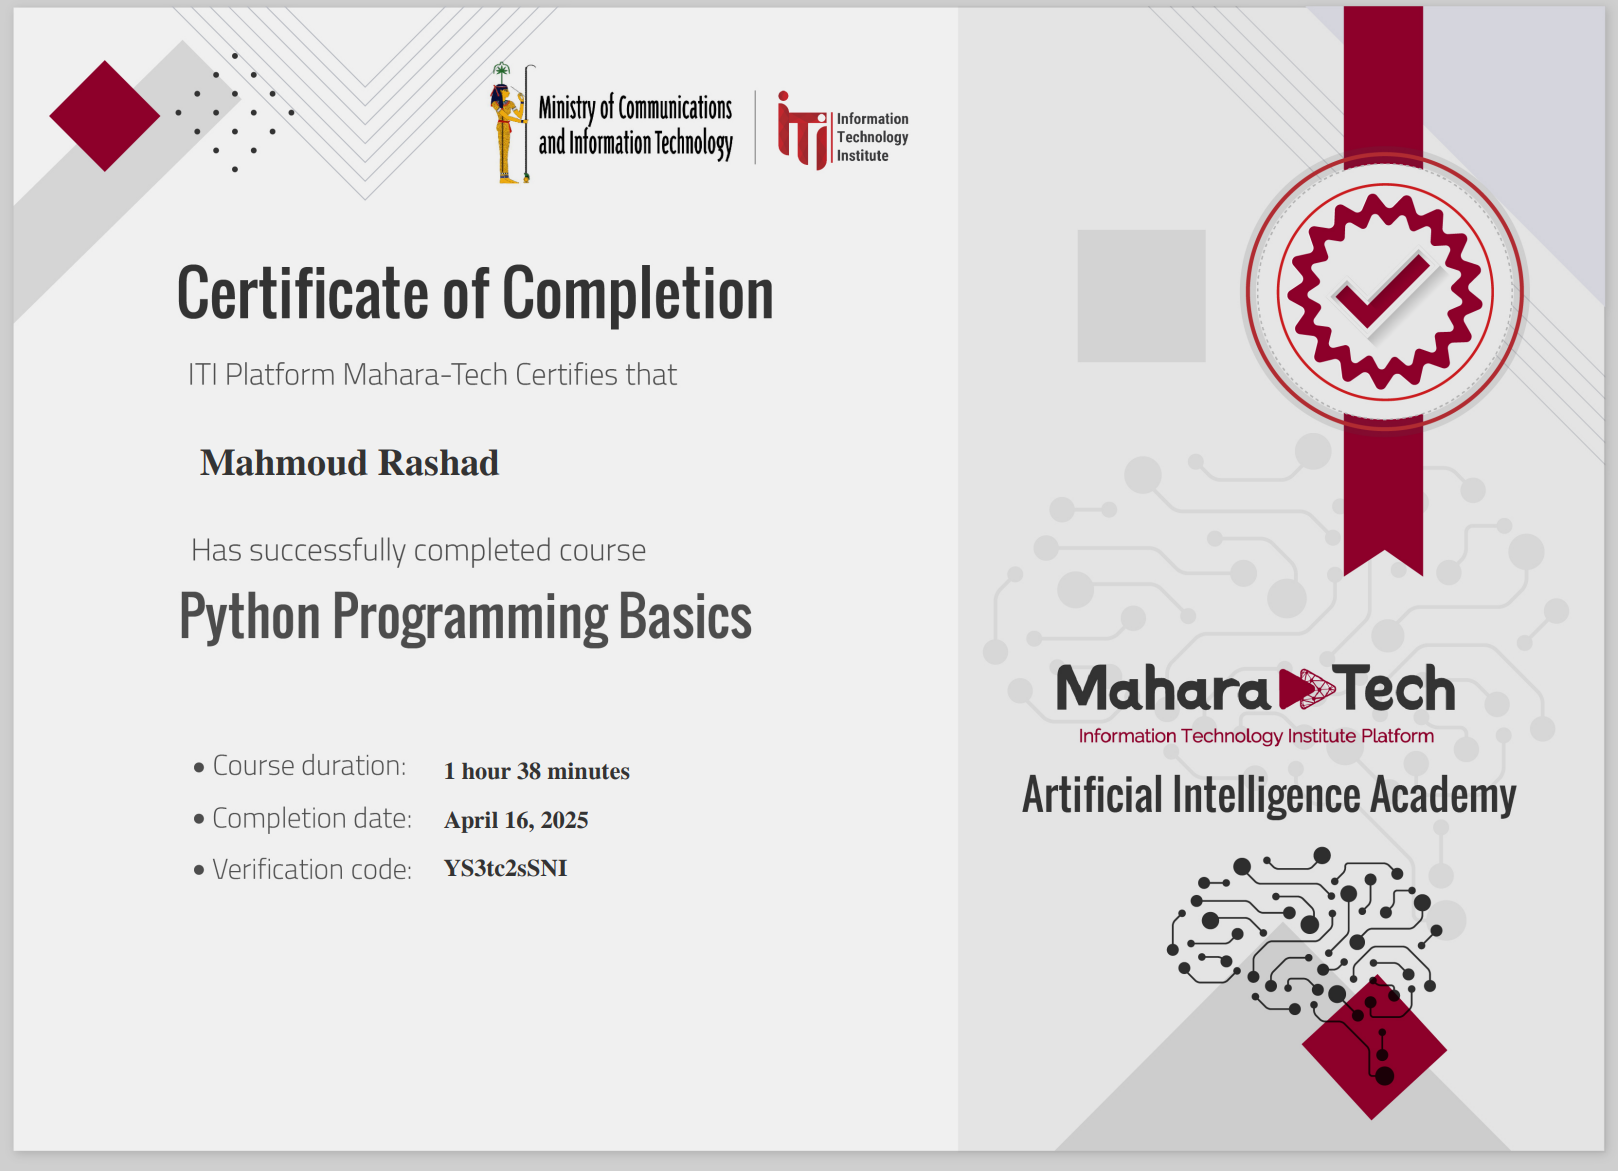 Ministry of Communications
and Information Technology
iTi
Information
Technology
Institute
Certificate of Completion
ITI Platform Mahara-Tech Certifies that
Mahmoud Rashad
Has successfully completed course
Python Programming Basics
• Course duration: 1 hour 38 minutes
• Completion date: April 16, 2025
• Verification code: YS3tc2sSNI
Mahara Tech
Information Technology Institute Platform
Artificial Intelligence Academy